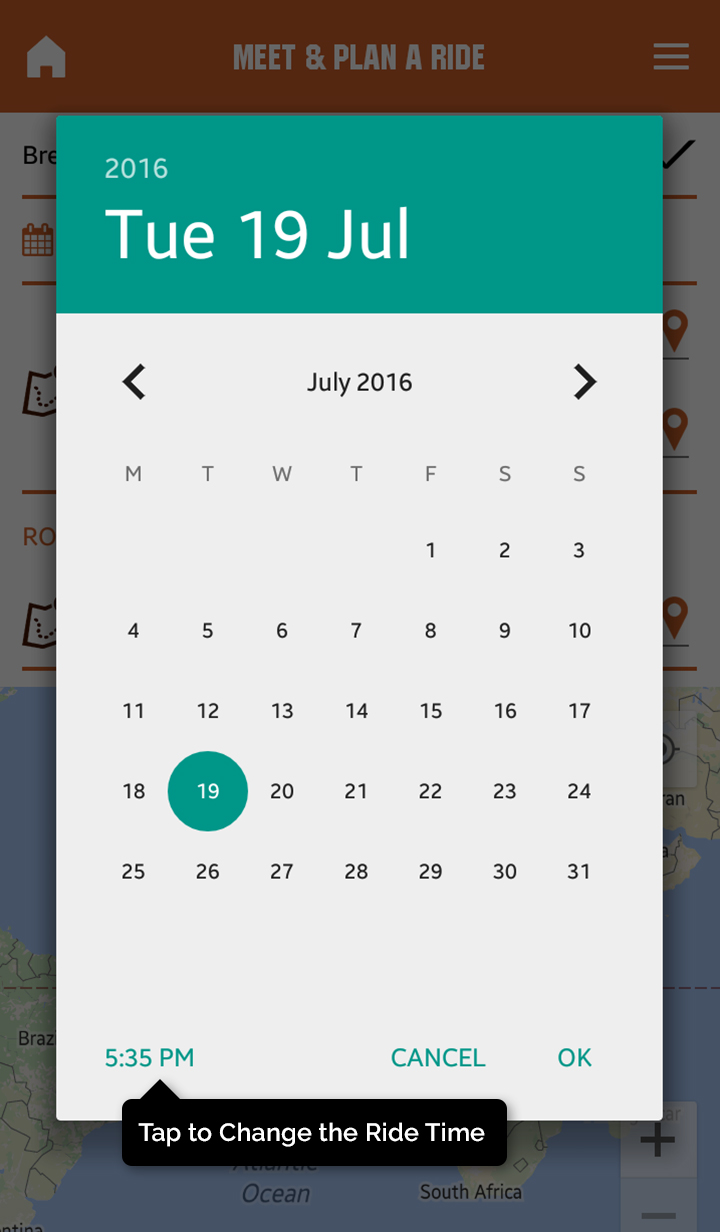 MEET & PLAN A RIDE
Bre
2016
Tue 19 Jul
July 2016
M T W T F S S
RO
1 2 3
4 5 6 7 8 9 10
11 12 13 14 15 16 17
18 19 20 21 22 23 24
ran
a
25 26 27 28 29 30 31
Brazi
5:35 PM CANCEL OK
ar
Tap to Change the Ride Time
Atlantic
Ocean
South Africa
ntina